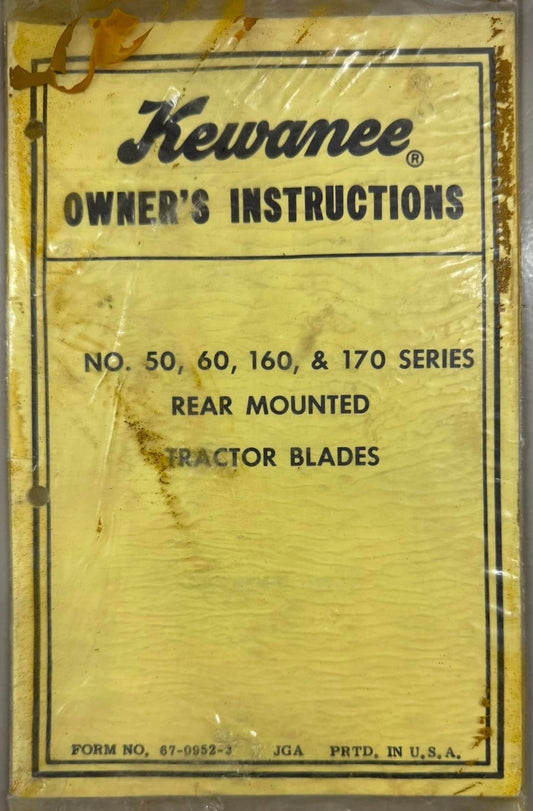 Kewanee®
OWNER'S INSTRUCTIONS
NO. 50, 60, 160, & 170 SERIES
REAR MOUNTED
TRACTOR BLADES
FORM NO. 67-0952-3 JGA PRTD. IN U.S.A.